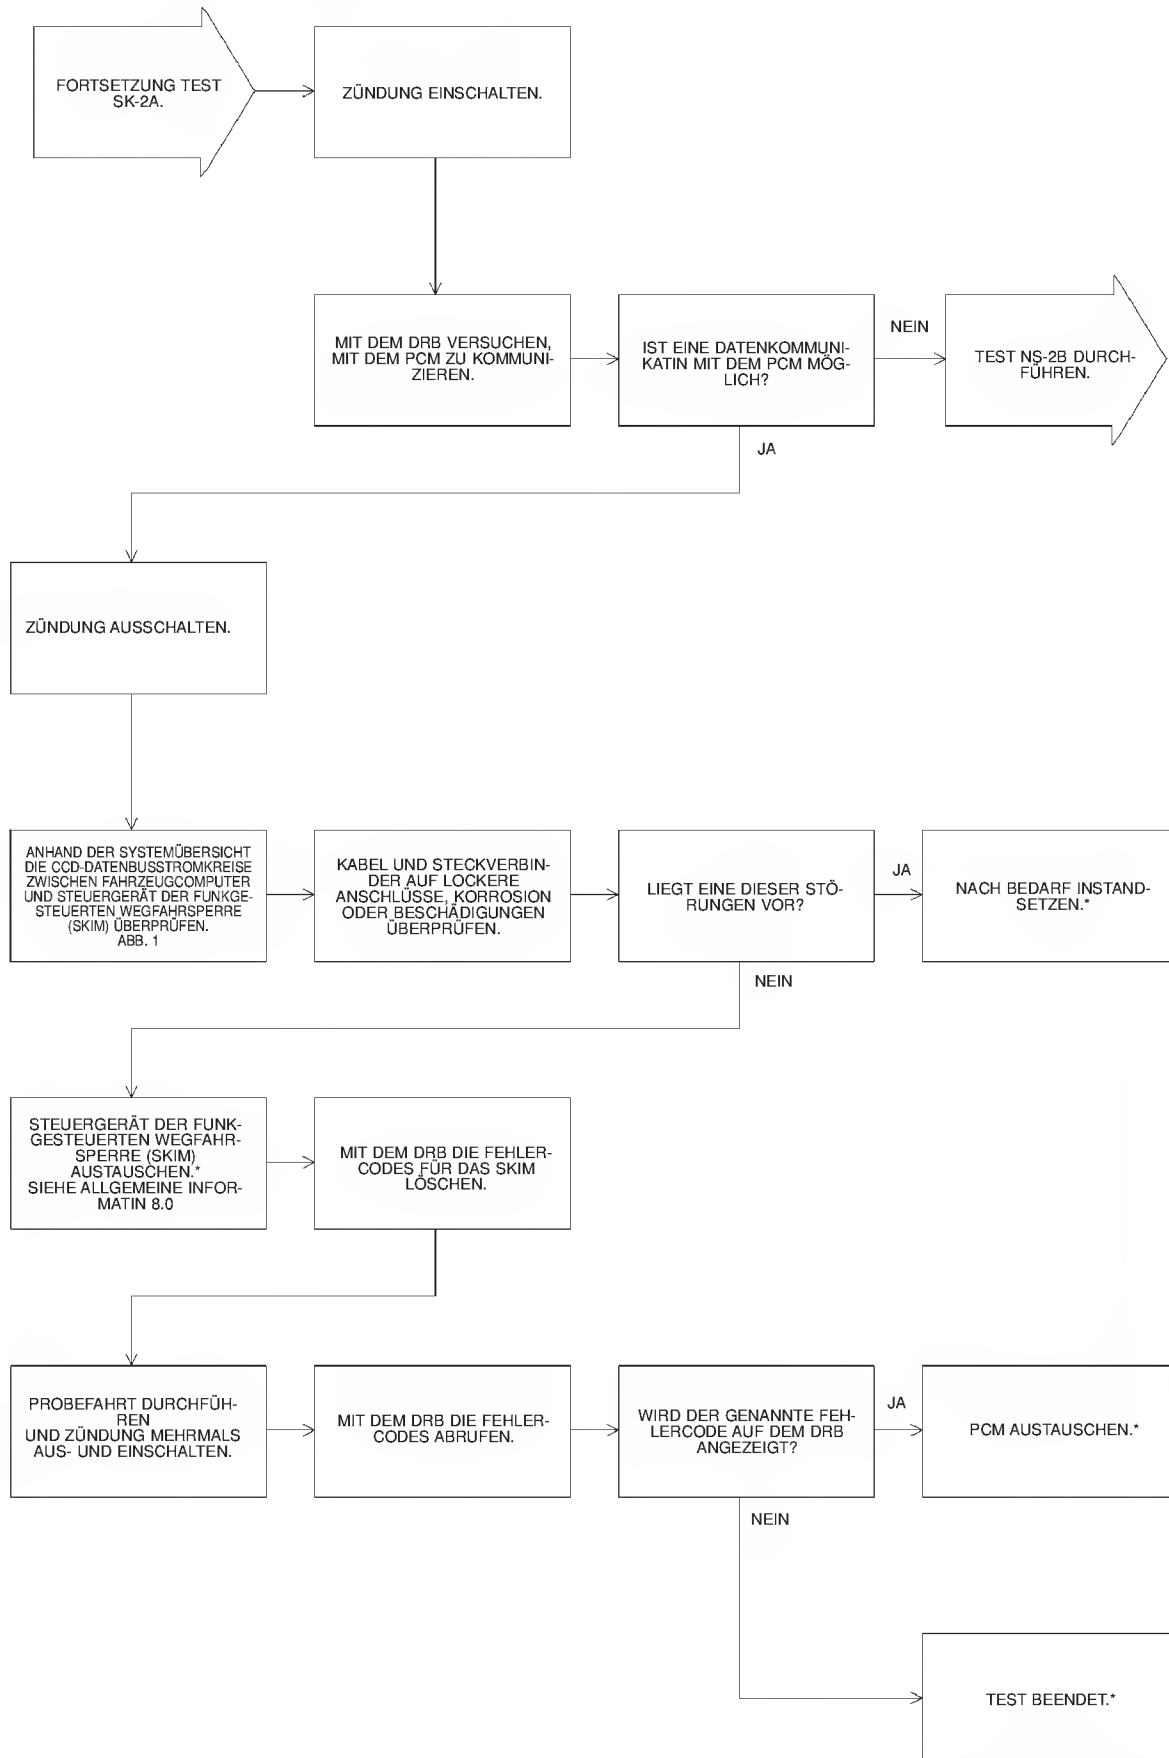 FORTSETZUNG TEST
SK-2A.
ZÜNDUNG EINSCHALTEN.
MIT DEM DRB VERSUCHEN,
MIT DEM PCM ZU KOMMUNI-
ZIEREN.
IST EINE DATENKOMMUNI-
KATIN MIT DEM PCM MÖG-
LICH?
NEIN
TEST NS-2B DURCH-
FÜHREN.
JA
ZÜNDUNG AUSSCHALTEN.
ANHAND DER SYSTEMÜBERSICHT
DIE CCD-DATENBUSSTROMKREISE
ZWISCHEN FAHRZEUGCOMPUTER
UND STEUERGERÄT DER FUNKGE-
STEUERTEN WEGFAHRSPERRE
(SKIM) ÜBERPRÜFEN.
ABB. 1
KABEL UND STECKVERBIN-
DER AUF LOCKERE
ANSCHLÜSSE, KORROSION
ODER BESCHÄDIGUNGEN
ÜBERPRÜFEN.
LIEGT EINE DIESER STÖ-
RUNGEN VOR?
JA
NACH BEDARF INSTAND-
SETZEN.*
NEIN
STEUERGERÄT DER FUNK-
GESTEUERTEN WEGFAHR-
SPERRE (SKIM)
AUSTAUSCHEN.*
SIEHE ALLGEMEINE INFOR-
MATIN 8.0
MIT DEM DRB DIE FEHLER-
CODES FÜR DAS SKIM
LÖSCHEN.
PROBEFAHRT DURCHFÜH-
REN
UND ZÜNDUNG MEHRMALS
AUS- UND EINSCHALTEN.
MIT DEM DRB DIE FEHLER-
CODES ABRUFEN.
WIRD DER GENANNTE FEH-
LERCODE AUF DEM DRB
ANGEZEIGT?
JA
PCM AUSTAUSCHEN.*
NEIN
TEST BEENDET.*